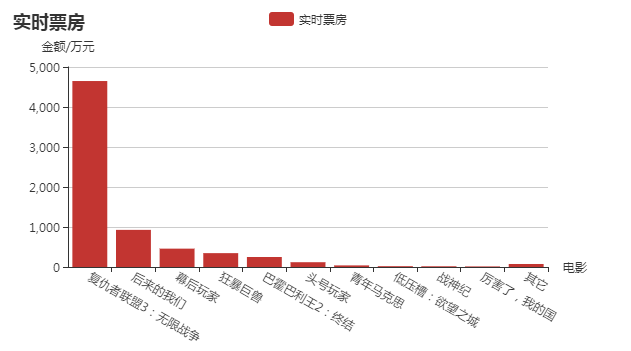 实时票房
实时票房
金额/万元
5,000
4,000
3,000
2,000
1,000
0
复仇者联盟3：无限战争
后来的我们
幕后玩家
狂暴巨兽
巴霍巴利王2：终结
头号玩家
青年马克思
低压槽：欲望之城
战神纪
厉害了，我的国
其它
电影